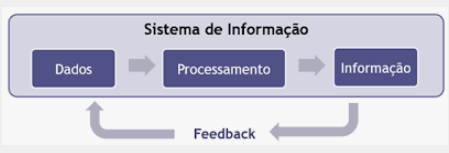 Sistema de Informação
Dados
Processamento
Informação
Feedback